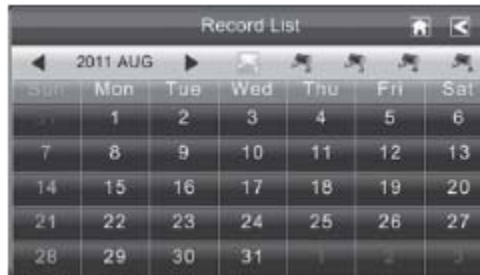 Record List
2011 AUG
Sun Mon Tue Wed Thu Fri Sat
31 1 2 3 4 5 6
7 8 9 10 11 12 13
14 15 16 17 18 19 20
21 22 23 24 25 26 27
28 29 30 31 1 2 3